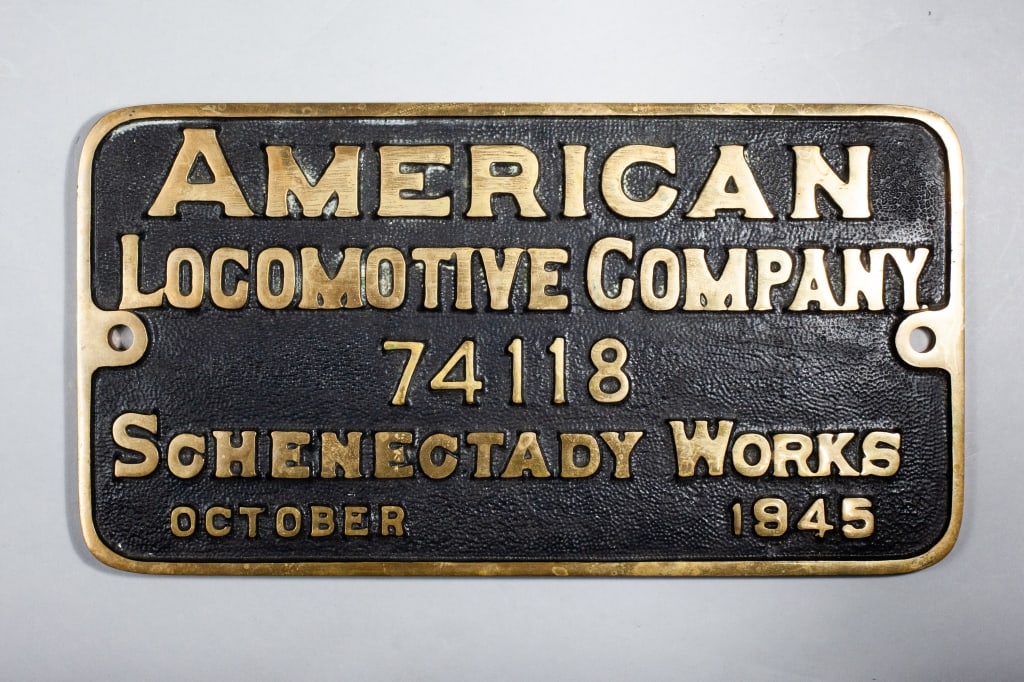 AMERICAN
LOCOMOTIVE COMPANY
74118
SCHENECTADY WORKS
OCTOBER 1945